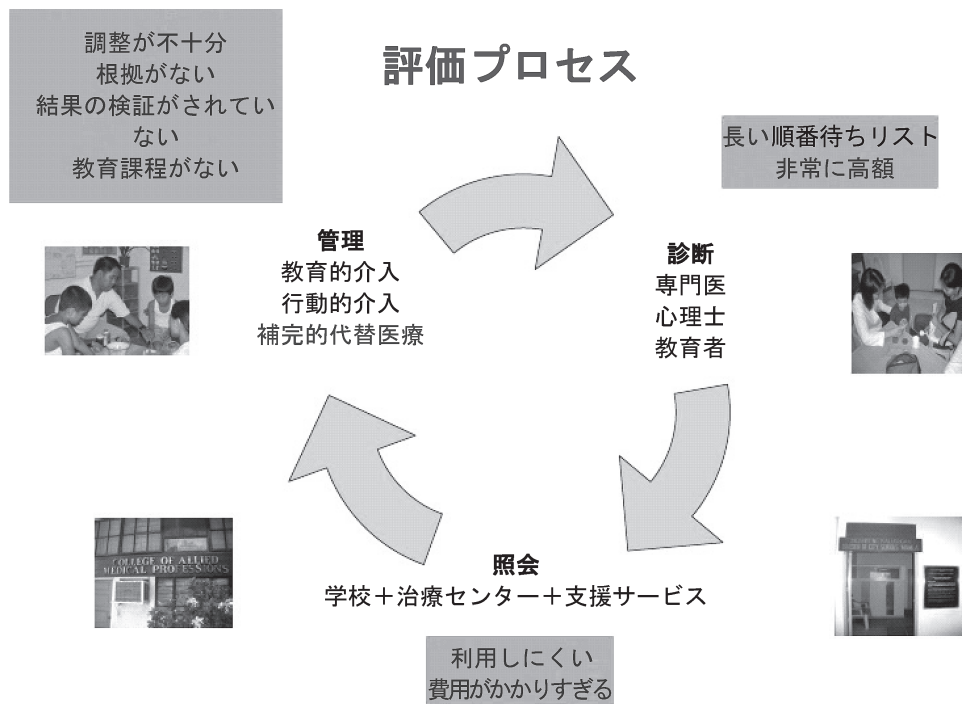 調整が不十分
根拠がない
結果の検証がされてい
ない
教育課程がない
評価プロセス
長い順番待ちリスト
非常に高額
管理
教育的介入
行動的介入
補完的代替医療
診断
専門医
心理士
教育者
COLLEGE OF ALLIED
MEDICAL PROFESSIONS
照会
学校+治療センター+支援サービス
利用しにくい
費用がかかりすぎる